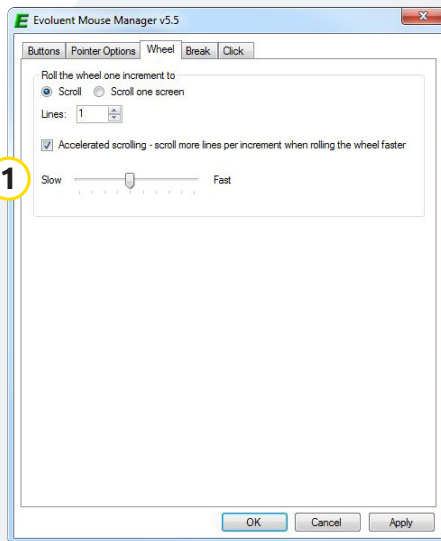 E Evoluent Mouse Manager v5.5
Buttons Pointer Options Wheel Break Click
Roll the wheel one increment to
Scroll Scroll one screen
Lines: 1
Accelerated scrolling - scroll more lines per increment when rolling the wheel faster
1
Slow Fast
OK Cancel Apply